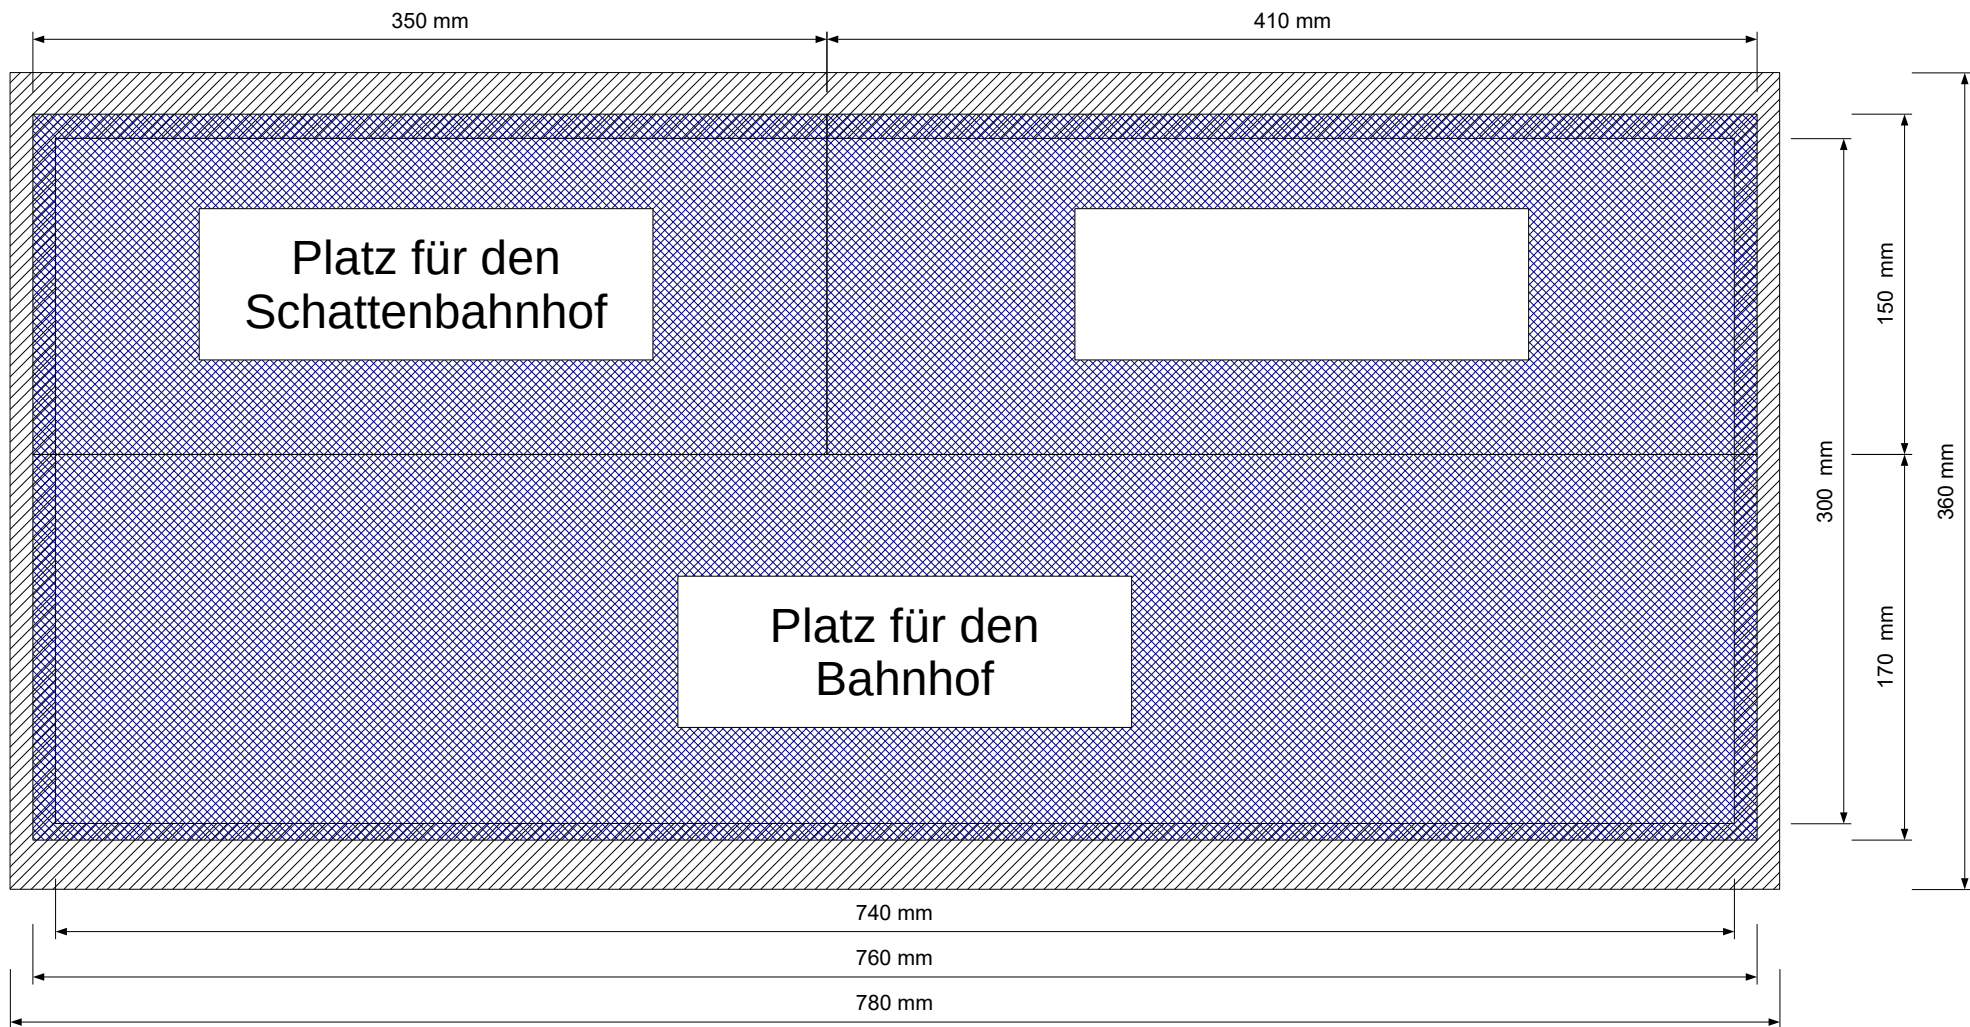 350 mm
410 mm
Platz für den
Schattenbahnhof
150 mm
300 mm
360 mm
170 mm
Platz für den
Bahnhof
740 mm
760 mm
780 mm